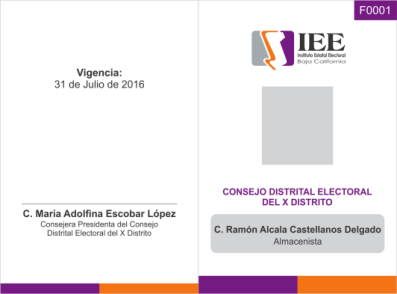 Vigencia:
31 de Julio de 2016
C. María Adolfina Escobar López
Consejera Presidenta del Consejo
Distrital Electoral del X Distrito
F0001
IEE
Instituto Estatal Electoral
Baja California
CONSEJO DISTRITAL ELECTORAL
DEL X DISTRITO
C. Ramón Alcala Castellanos Delgado
Almacenista